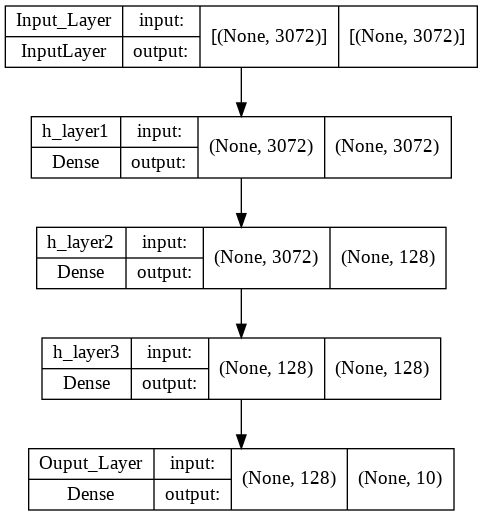 Input_Layer input: [(None, 3072)] [(None, 3072)]
InputLayer output:
h_layer1 input: (None, 3072) (None, 3072)
Dense output:
h_layer2 input: (None, 3072) (None, 128)
Dense output:
h_layer3 input: (None, 128) (None, 128)
Dense output:
Ouput_Layer input: (None, 128) (None, 10)
Dense output: